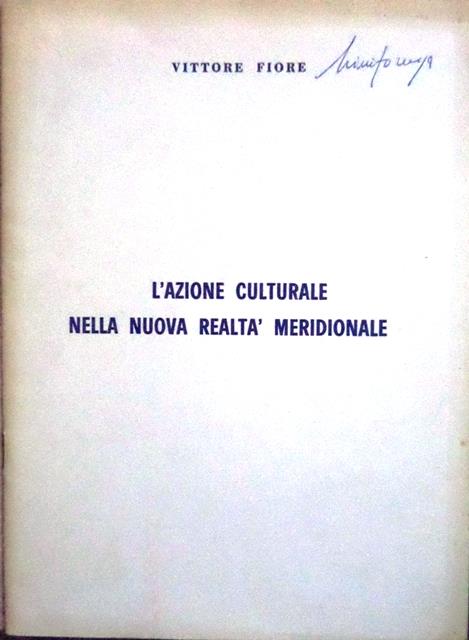 VITTORE FIORE
L'AZIONE CULTURALE
NELLA NUOVA REALTA' MERIDIONALE